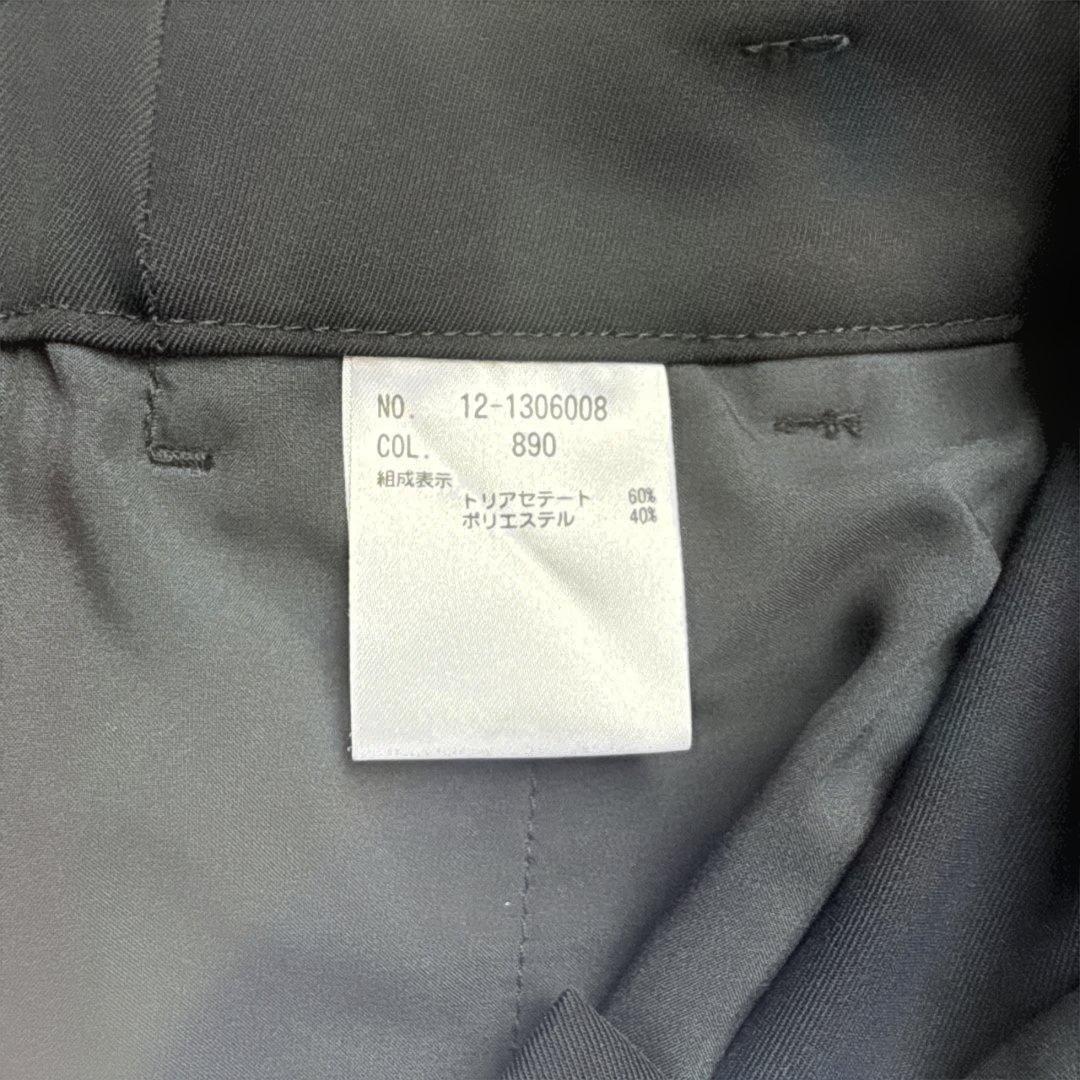 NO. 12-1306008
COL. 890
組成表示
トリアセテート 60%
ポリエステル 40%